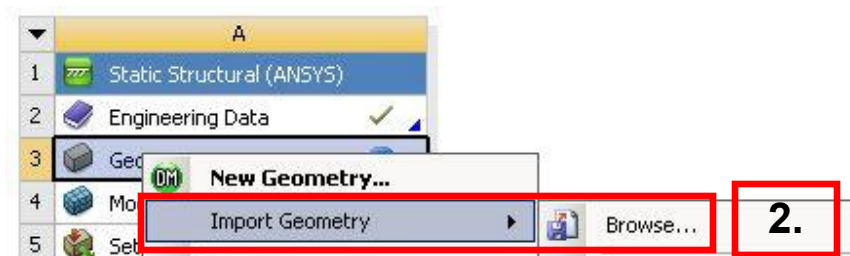 A
1 Static Structural (ANSYS)
2 Engineering Data
3 Geo
DM New Geometry...
4 Mo
Import Geometry Browse... 2.
5 Set